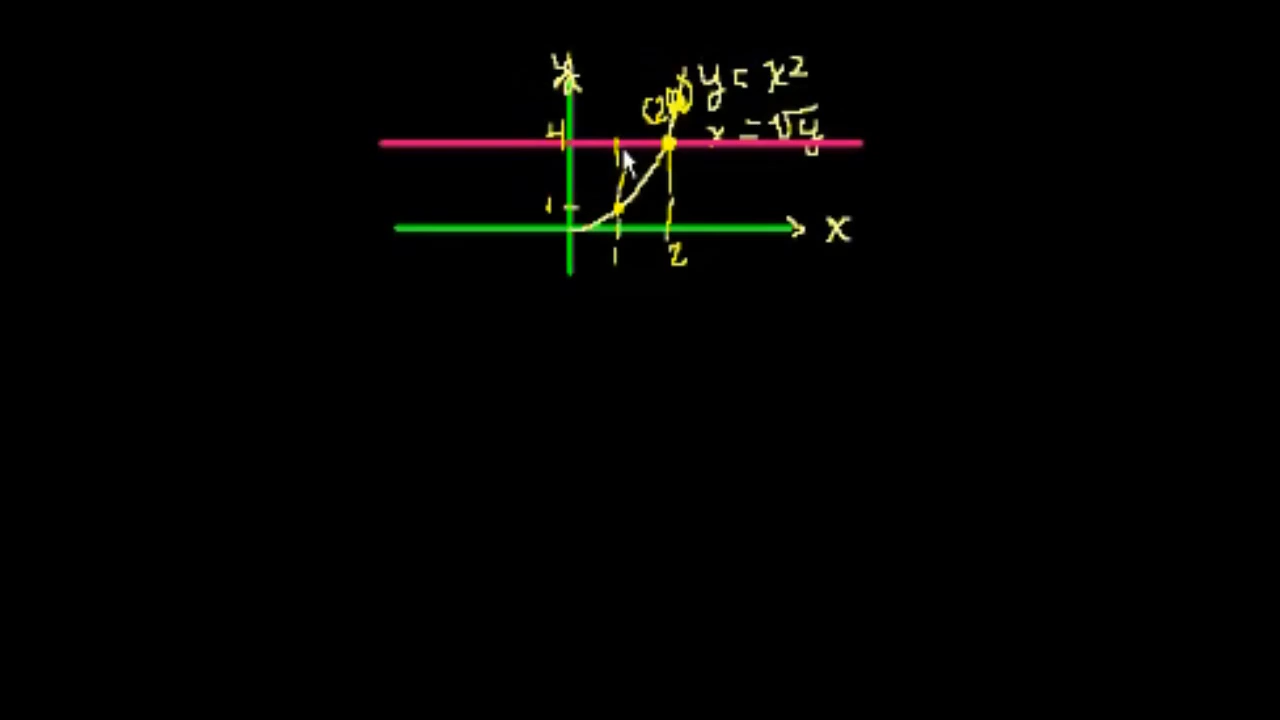 y
y = x²
(2,4)
x = √y
4
1
x
1
2